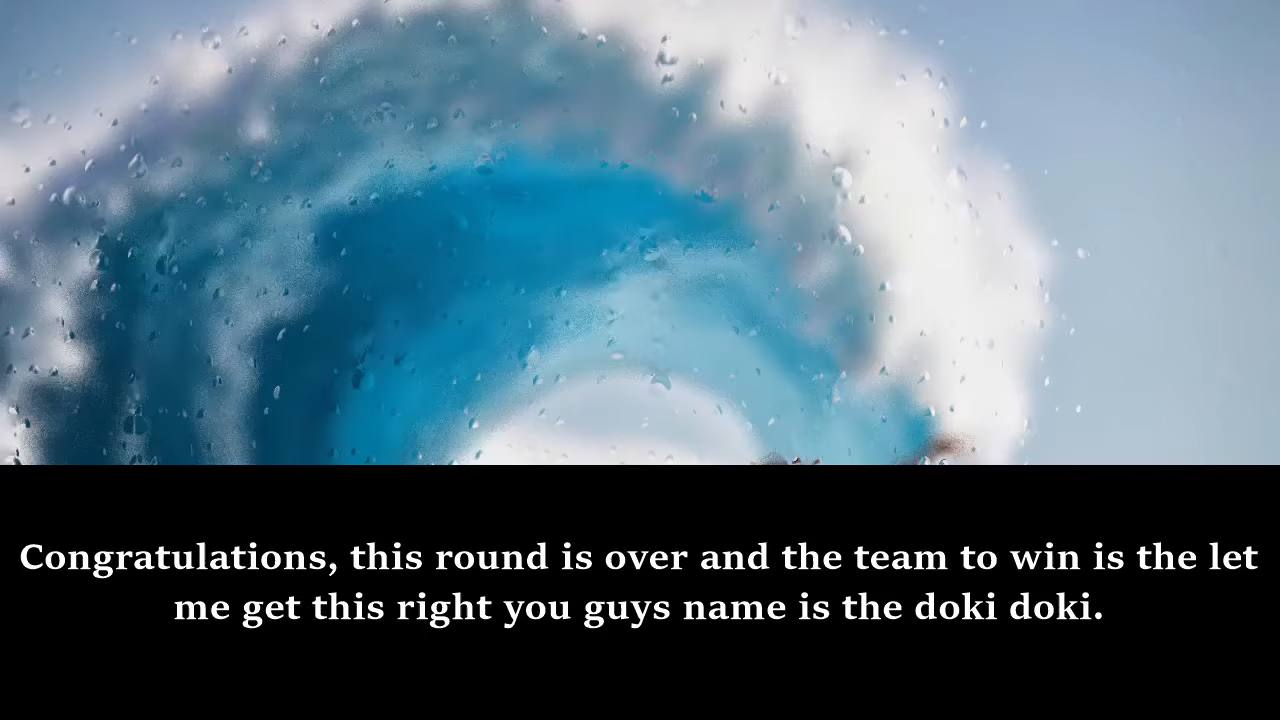 Congratulations, this round is over and the team to win is the let
me get this right you guys name is the doki doki.